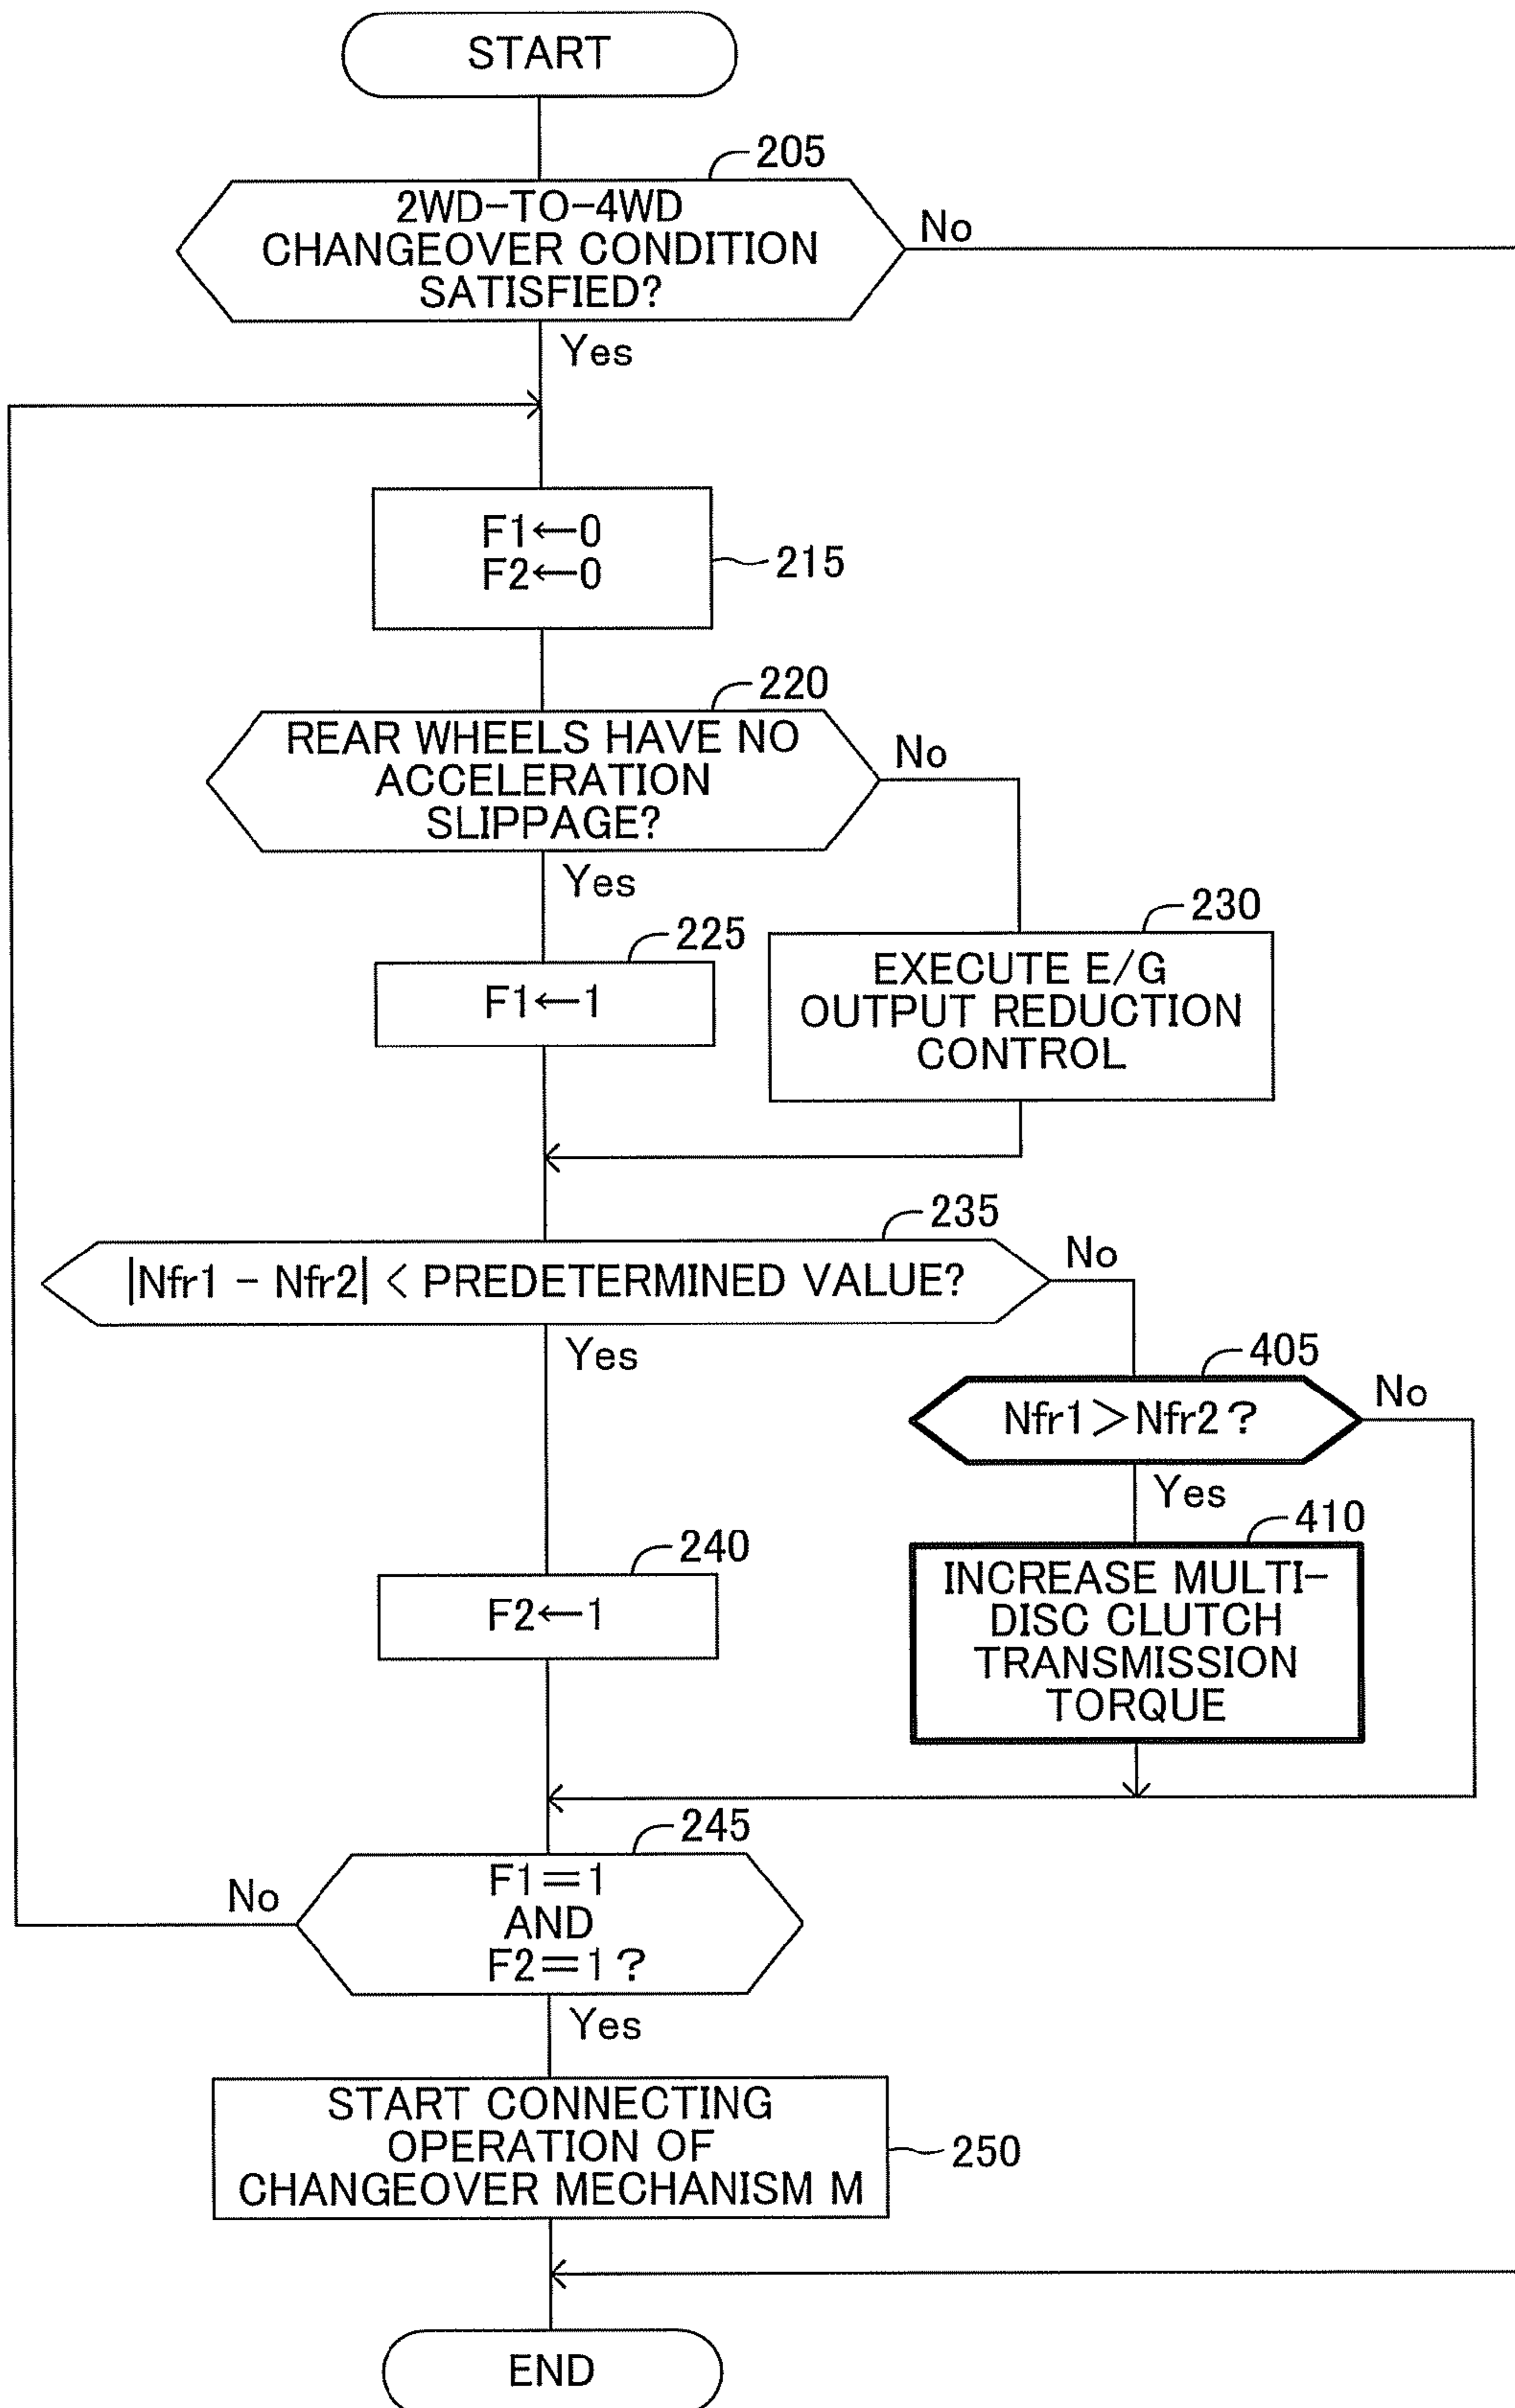 START
205
2WD-TO-4WD
CHANGEOVER CONDITION
SATISFIED?
No
Yes
F1←0
F2←0
215
220
REAR WHEELS HAVE NO
ACCELERATION
SLIPPAGE?
No
Yes
225
F1←1
230
EXECUTE E/G
OUTPUT REDUCTION
CONTROL
235
|Nfr1 - Nfr2| < PREDETERMINED VALUE?
No
Yes
405
Nfr1>Nfr2?
No
Yes
410
INCREASE MULTI-
DISC CLUTCH
TRANSMISSION
TORQUE
240
F2←1
245
F1=1
AND
F2=1?
No
Yes
START CONNECTING
OPERATION OF
CHANGEOVER MECHANISM M
250
END